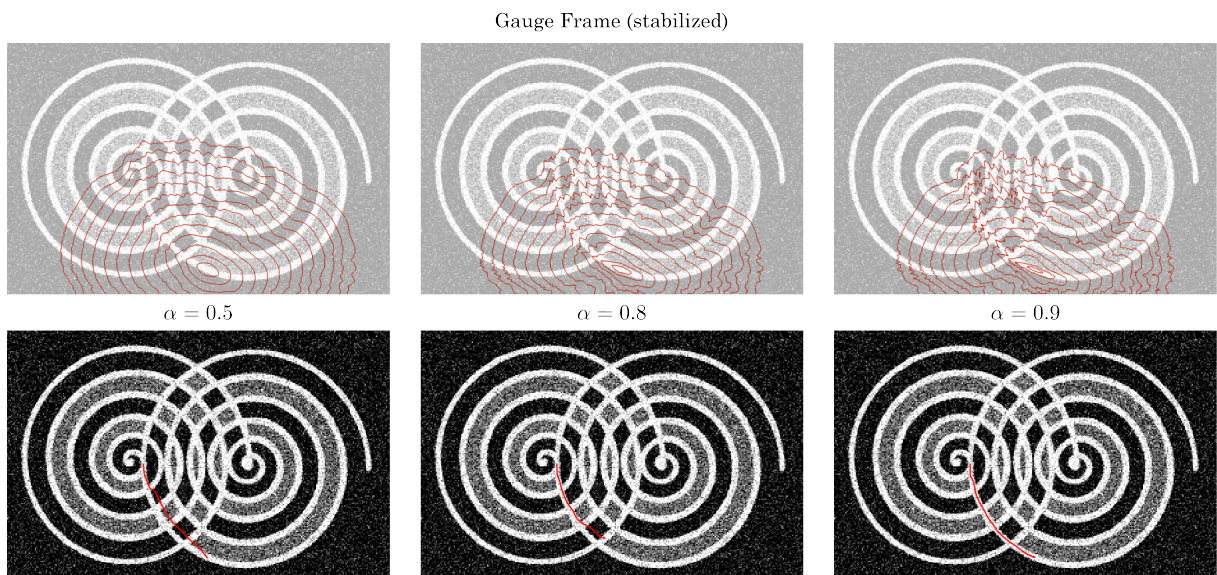 Gauge Frame (stabilized)
α = 0.5
α = 0.8
α = 0.9